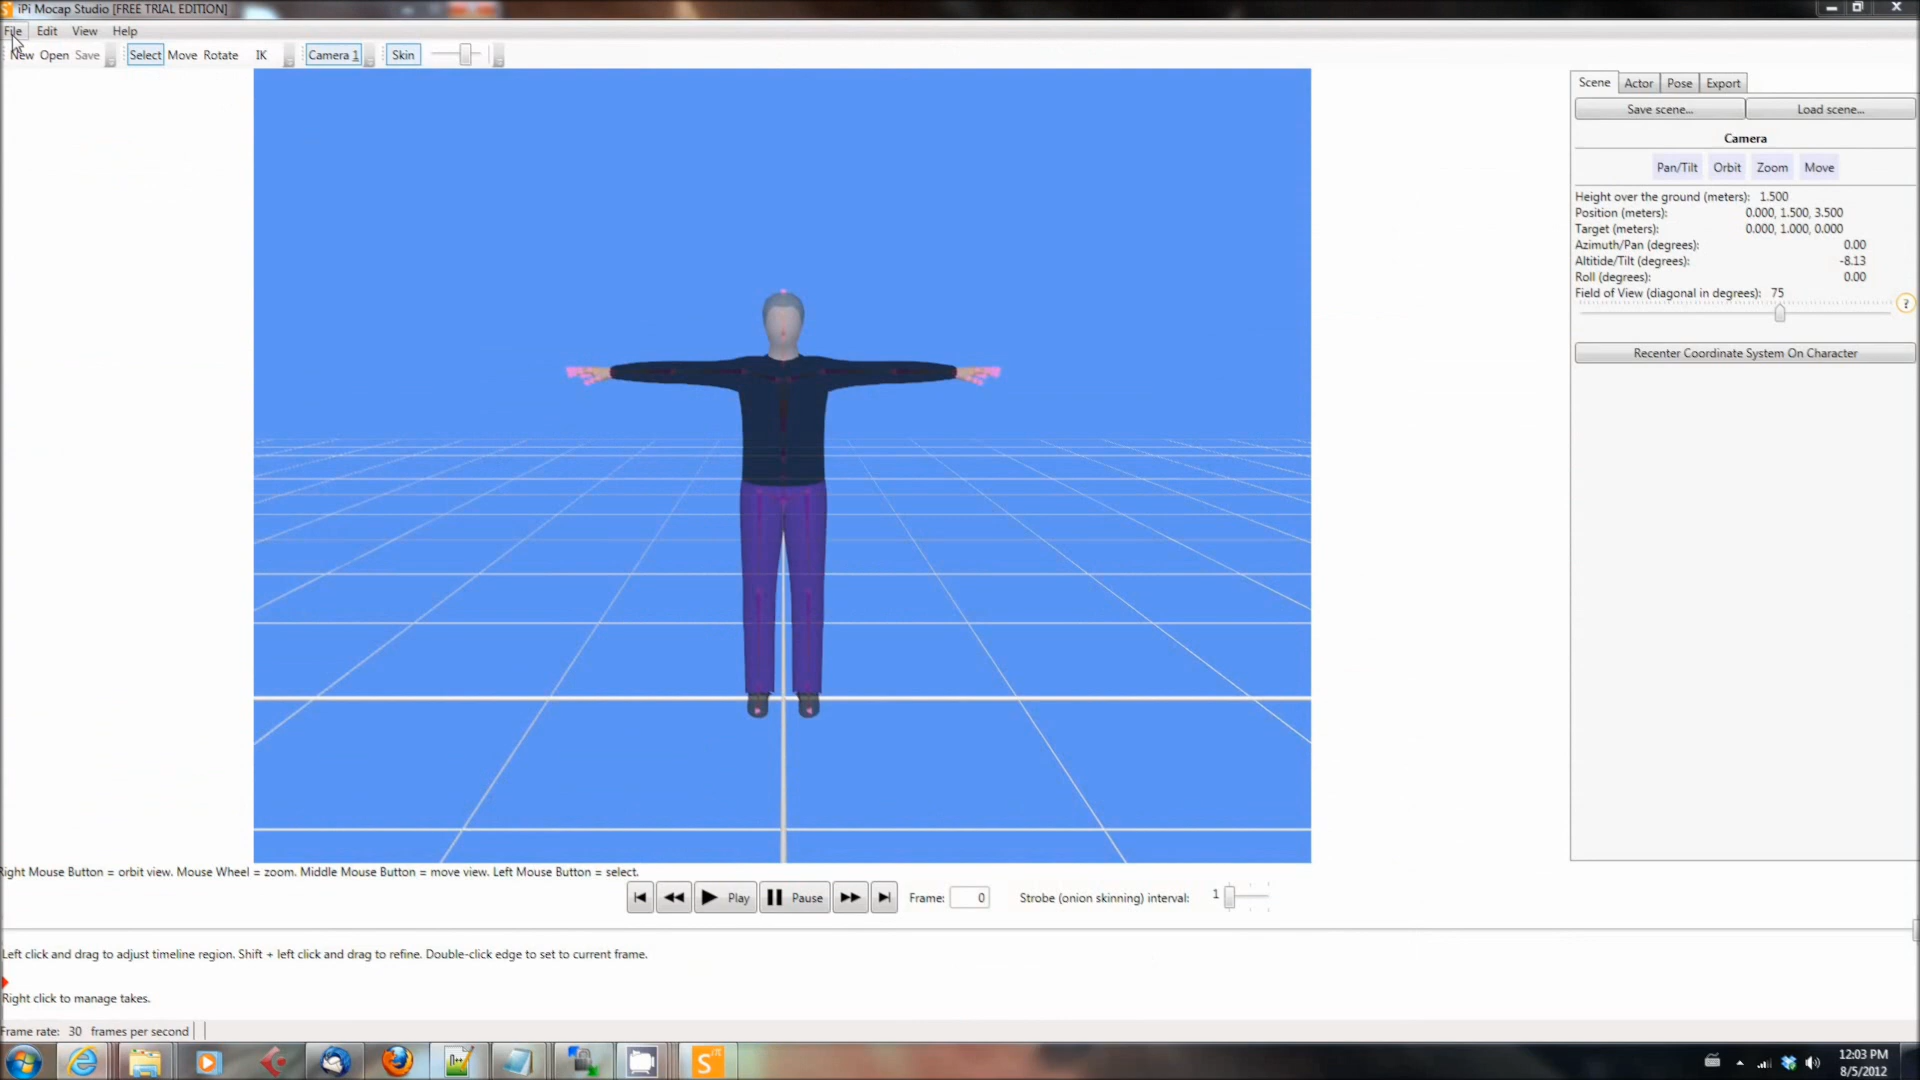 iPi Mocap Studio [FREE TRIAL EDITION]
File Edit View Help
New Open Save Select Move Rotate IK Camera 1 Skin
Scene Actor Pose Export
Save scene... Load scene...
Camera
Pan/Tilt Orbit Zoom Move
Height over the ground (meters): 1.500
Position (meters): 0.000, 1.500, 3.500
Target (meters): 0.000, 1.000, 0.000
Azimuth/Pan (degrees): 0.00
Altitide/Tilt (degrees): -8.13
Roll (degrees): 0.00
Field of View (diagonal in degrees): 75
?
Recenter Coordinate System On Character
Right Mouse Button = orbit view. Mouse Wheel = zoom. Middle Mouse Button = move view. Left Mouse Button = select.
Play Pause Frame: 0 Strobe (onion skinning) interval: 1
Left click and drag to adjust timeline region. Shift + left click and drag to refine. Double-click edge to set to current frame.
Right click to manage takes.
Frame rate: 30 frames per second
12:03 PM
8/5/2012